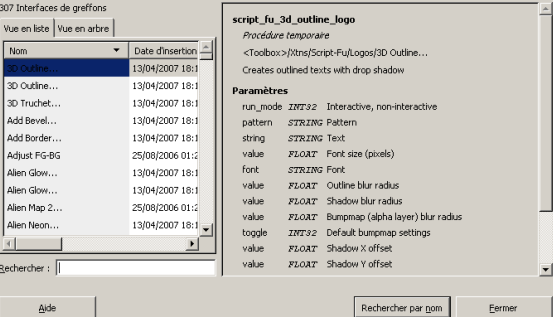 307 Interfaces de greffons
Vue en liste Vue en arbre
Nom Date d'insertion
3D Outline... 13/04/2007 18:1
3D Outline... 13/04/2007 18:1
3D Truchet... 13/04/2007 18:1
Add Bevel... 13/04/2007 18:1
Add Border... 13/04/2007 18:1
Adjust FG-BG 25/08/2006 01:2
Alien Glow... 13/04/2007 18:1
Alien Glow... 13/04/2007 18:1
Alien Map 2... 25/08/2006 01:2
Alien Neon... 13/04/2007 18:1
Rechercher :
script_fu_3d_outline_logo
Procédure temporaire
<Toolbox>/Xtns/Script-Fu/Logos/3D Outline...
Creates outlined texts with drop shadow
Paramètres
run_mode INT32 Interactive, non-interactive
pattern STRING Pattern
string STRING Text
value FLOAT Font size (pixels)
font STRING Font
value FLOAT Outline blur radius
value FLOAT Shadow blur radius
value FLOAT Bumpmap (alpha layer) blur radius
toggle INT32 Default bumpmap settings
value FLOAT Shadow X offset
value FLOAT Shadow Y offset
Aide Rechercher par nom Fermer